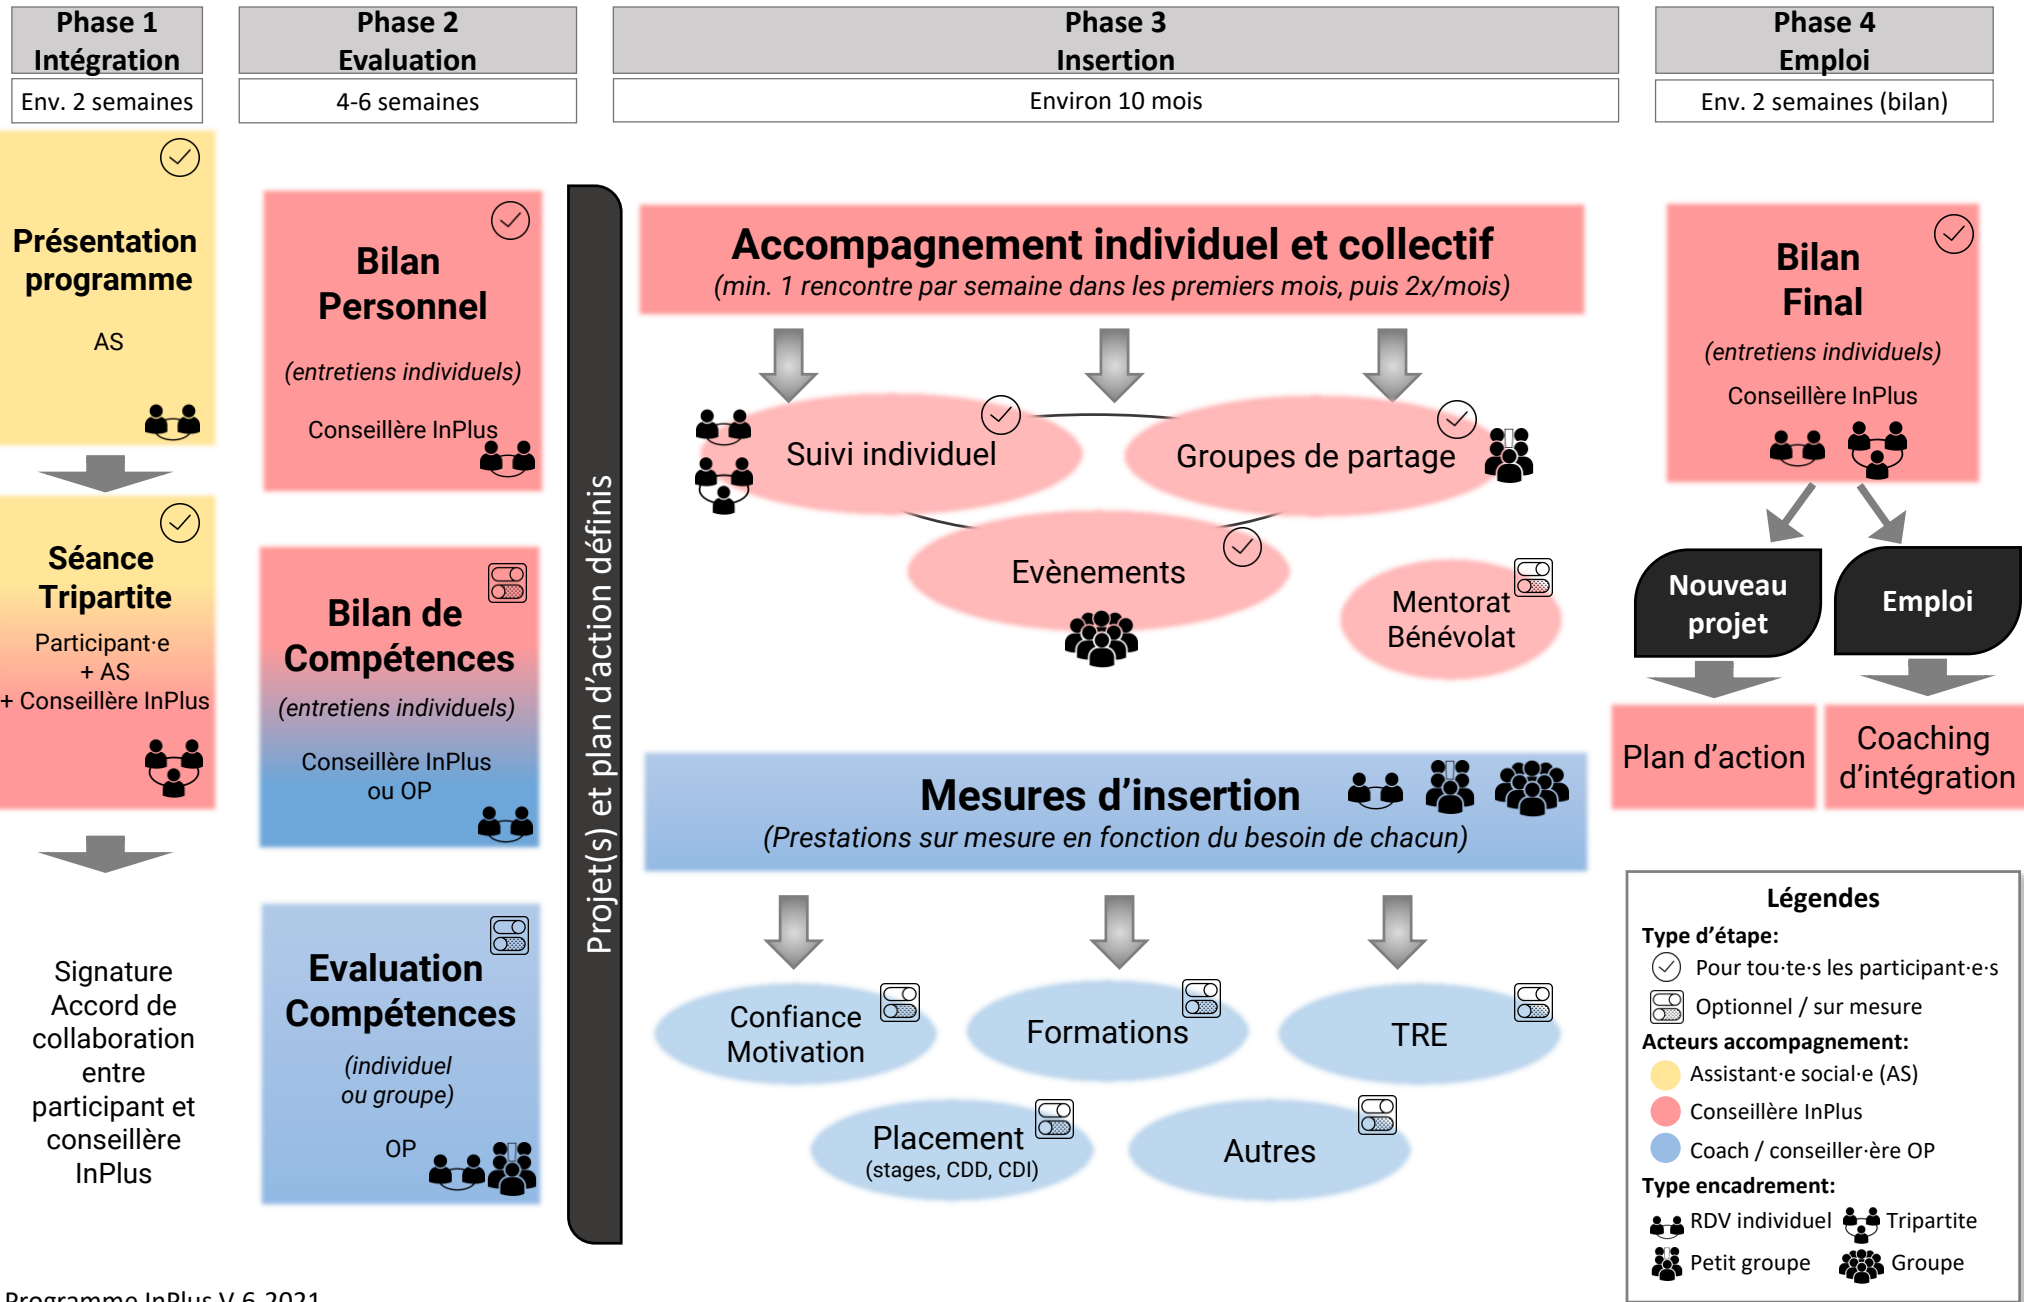 Phase 1
Intégration
Env. 2 semaines
Phase 2
Evaluation
4-6 semaines
Phase 3
Insertion
Environ 10 mois
Phase 4
Emploi
Env. 2 semaines (bilan)
Présentation
programme
AS
Séance
Tripartite
Participant·e
+ AS
+ Conseillère InPlus
Signature
Accord de
collaboration
entre
participant et
conseillère
InPlus
Bilan
Personnel
(entretiens individuels)
Conseillère InPlus
Bilan de
Compétences
(entretiens individuels)
Conseillère InPlus
ou OP
Evaluation
Compétences
(individuel
ou groupe)
OP
Projet(s) et plan d’action définis
Accompagnement individuel et collectif
(min. 1 rencontre par semaine dans les premiers mois, puis 2x/mois)
Suivi individuel
Groupes de partage
Evènements
Mentorat
Bénévolat
Mesures d’insertion
(Prestations sur mesure en fonction du besoin de chacun)
Confiance
Motivation
Formations
TRE
Placement
(stages, CDD, CDI)
Autres
Bilan
Final
(entretiens individuels)
Conseillère InPlus
Nouveau
projet
Emploi
Plan d’action
Coaching
d’intégration
Légendes
Type d’étape:
Pour tou·te·s les participant·e·s
Optionnel / sur mesure
Acteurs accompagnement:
Assistant·e social·e (AS)
Conseillère InPlus
Coach / conseiller·ère OP
Type encadrement:
RDV individuel
Tripartite
Petit groupe
Groupe
Programme InPlus V 6-2021